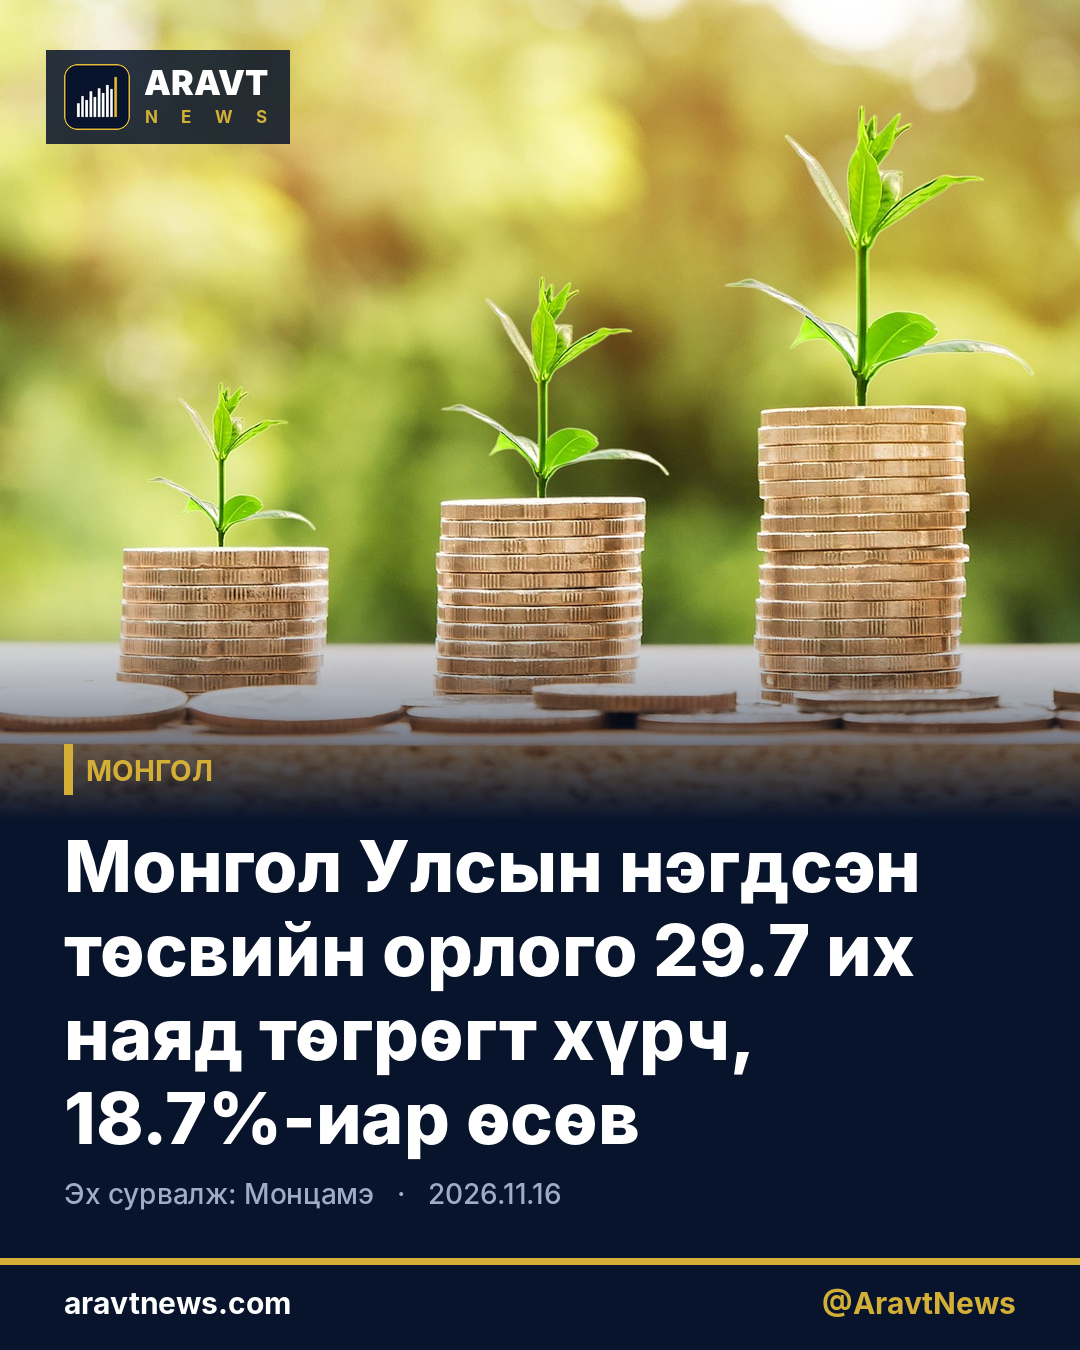 ARAVT
NEWS
МОНГОЛ
Монгол Улсын нэгдсэн
төсвийн орлого 29.7 их
наяд төгрөгт хүрч,
18.7%-иар өсөв
Эх сурвалж: Монцамэ · 2026.11.16
aravtnews.com
@AravtNews